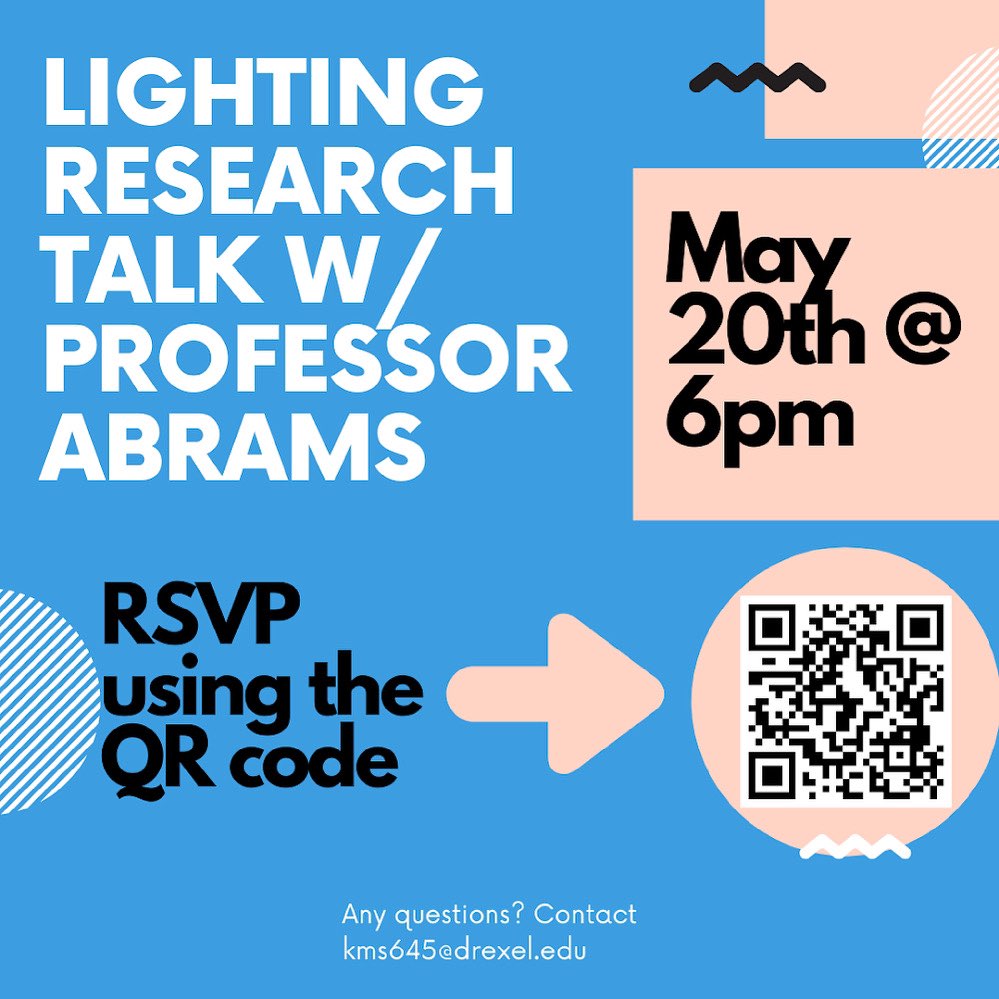 LIGHTING
RESEARCH
TALK W/
PROFESSOR
ABRAMS
May
20th @
6pm
RSVP
using the
QR code
Any questions? Contact
kms645@drexel.edu